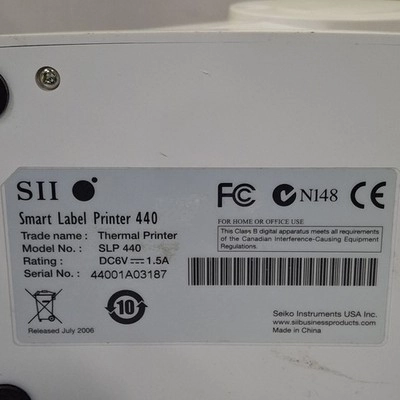 SII
FC N148 CE
Smart Label Printer 440
Trade name : Thermal Printer
Model No. : SLP 440
Rating : DC6V⎓1.5A
Serial No. : 44001A03187
FOR HOME OR OFFICE USE
This Class B digital apparatus meets all requirements
of the Canadian Interference-Causing Equipment
Regulations.
10
Released July 2006
Seiko Instruments USA Inc.
www.siibusinessproducts.com
Made in China